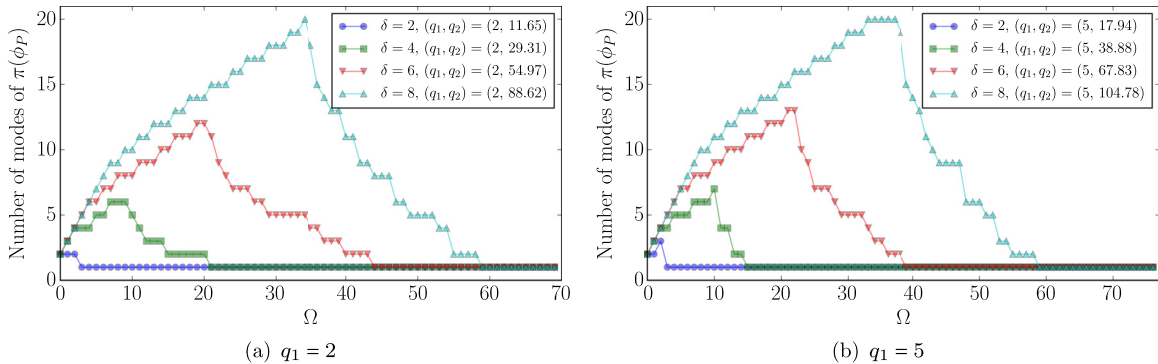 20
15
10
5
0
Number of modes of π(ϕ_P)
0 10 20 30 40 50 60 70
Ω
δ = 2, (q₁, q₂) = (2, 11.65)
δ = 4, (q₁, q₂) = (2, 29.31)
δ = 6, (q₁, q₂) = (2, 54.97)
δ = 8, (q₁, q₂) = (2, 88.62)
(a) q₁ = 2
20
15
10
5
0
Number of modes of π(ϕ_P)
0 10 20 30 40 50 60 70
Ω
δ = 2, (q₁, q₂) = (5, 17.94)
δ = 4, (q₁, q₂) = (5, 38.88)
δ = 6, (q₁, q₂) = (5, 67.83)
δ = 8, (q₁, q₂) = (5, 104.78)
(b) q₁ = 5